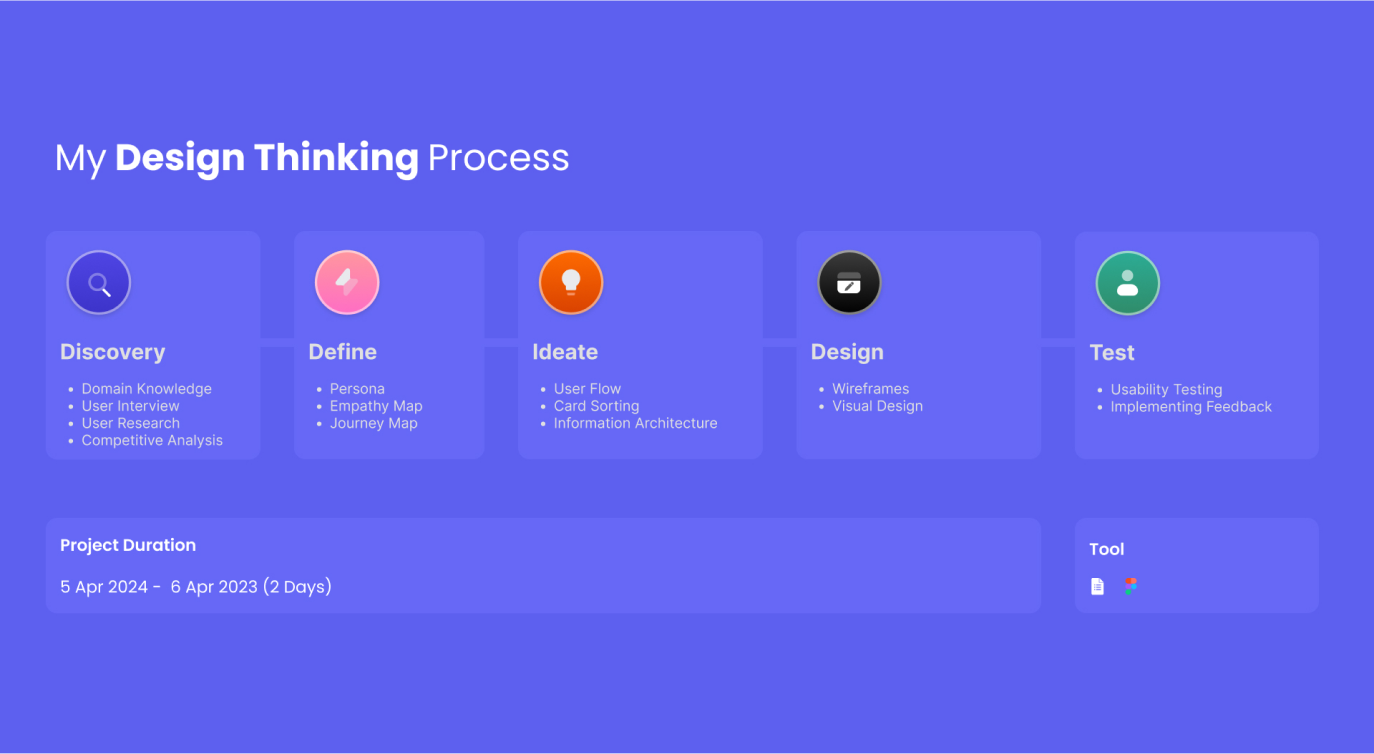 My Design Thinking Process
Discovery
• Domain Knowledge
• User Interview
• User Research
• Competitive Analysis
Define
• Persona
• Empathy Map
• Journey Map
Ideate
• User Flow
• Card Sorting
• Information Architecture
Design
• Wireframes
• Visual Design
Test
• Usability Testing
• Implementing Feedback
Project Duration
5 Apr 2024 -  6 Apr 2023 (2 Days)
Tool